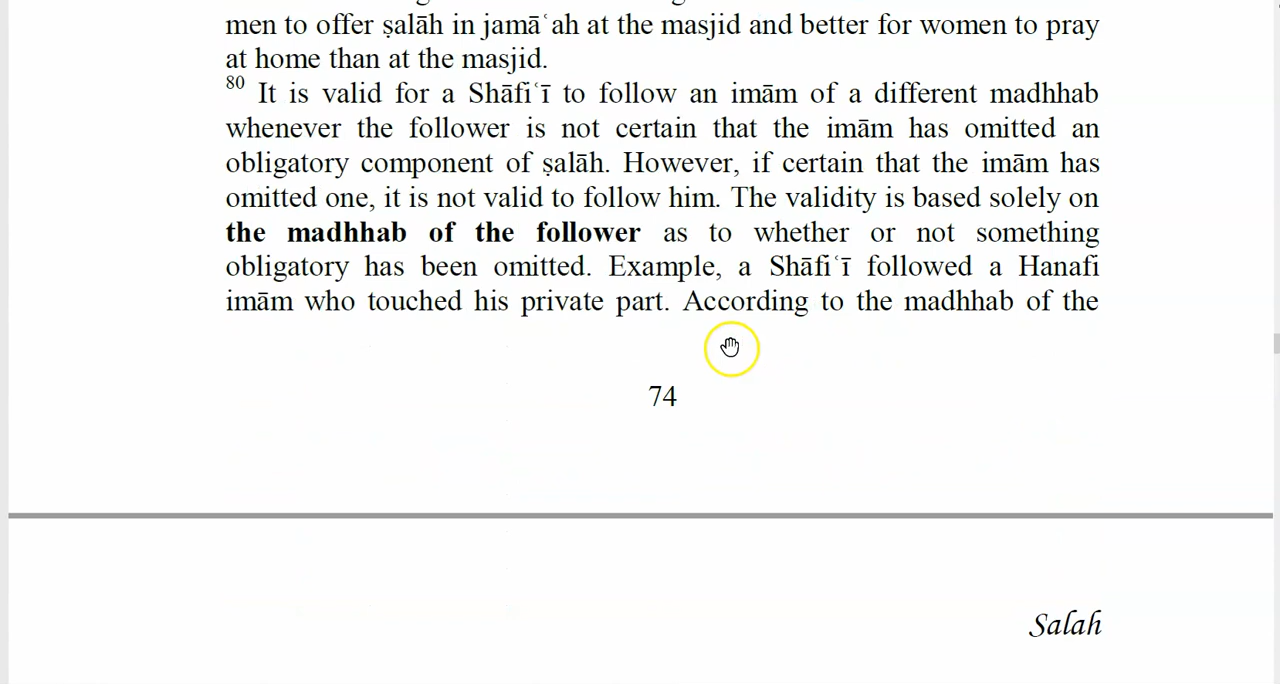 men to offer ṣalāh in jamāʿah at the masjid and better for women to pray
at home than at the masjid.
80 It is valid for a Shāfiʿī to follow an imām of a different madhhab
whenever the follower is not certain that the imām has omitted an
obligatory component of ṣalāh. However, if certain that the imām has
omitted one, it is not valid to follow him. The validity is based solely on
the madhhab of the follower as to whether or not something
obligatory has been omitted. Example, a Shāfiʿī followed a Hanafi
imām who touched his private part. According to the madhhab of the
74
Salah